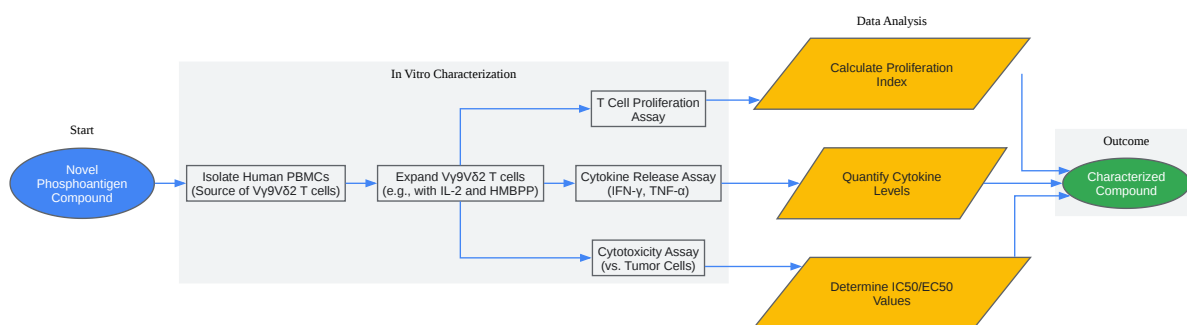 Start
Novel
Phosphoantigen
Compound
In Vitro Characterization
Isolate Human PBMCs
(Source of Vγ9Vδ2 T cells)
Expand Vγ9Vδ2 T cells
(e.g., with IL-2 and HMBPP)
T Cell Proliferation
Assay
Cytokine Release Assay
(IFN-γ, TNF-α)
Cytotoxicity Assay
(vs. Tumor Cells)
Data Analysis
Calculate Proliferation
Index
Quantify Cytokine
Levels
Determine IC50/EC50
Values
Outcome
Characterized
Compound